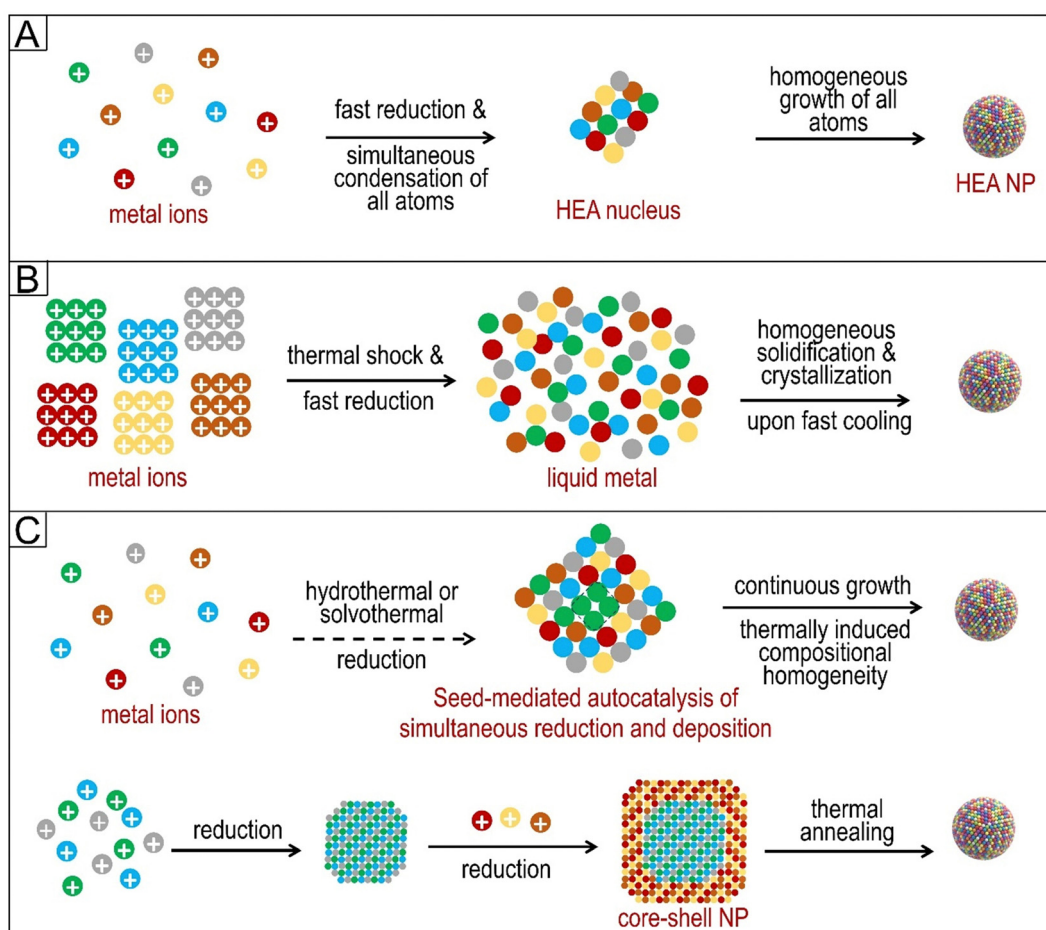 A
fast reduction &
simultaneous
condensation of
all atoms
homogeneous
growth of all
atoms
metal ions
HEA nucleus
HEA NP
B
thermal shock &
fast reduction
homogeneous
solidification &
crystallization
upon fast cooling
metal ions
liquid metal
C
hydrothermal or
solvothermal
reduction
continuous growth
thermally induced
compositional
homogeneity
metal ions
Seed-mediated autocatalysis of
simultaneous reduction and deposition
reduction
reduction
thermal
annealing
core-shell NP